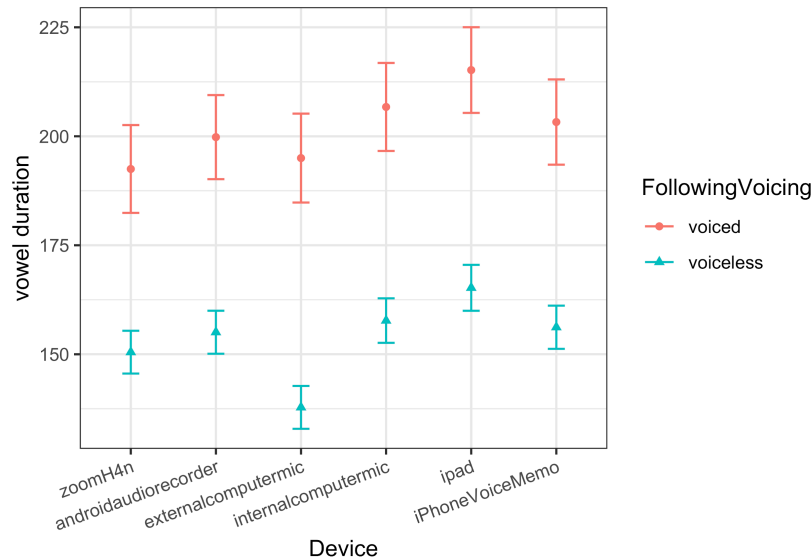 225
200
175
150
vowel duration
zoomH4n
androidaudiorecorder
externalcomputermic
internalcomputermic
ipad
iPhoneVoiceMemo
Device
FollowingVoicing
voiced
voiceless